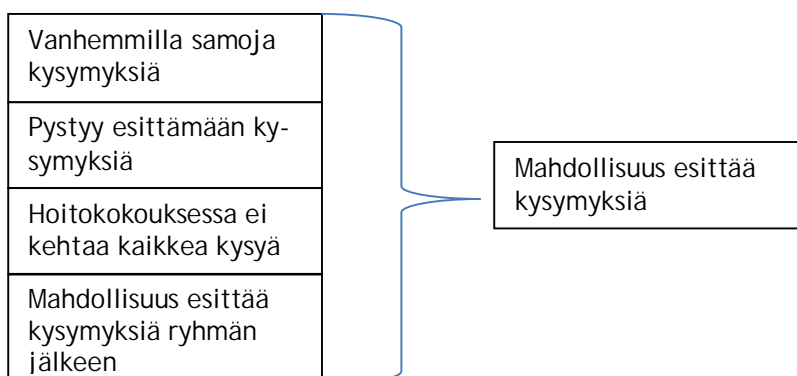 Vanhemmilla samoja
kysymyksiä
Pystyy esittämään ky-
symyksiä
Hoitokokouksessa ei
kehtaa kaikkea kysyä
Mahdollisuus esittää
kysymyksiä ryhmän
jälkeen
Mahdollisuus esittää
kysymyksiä